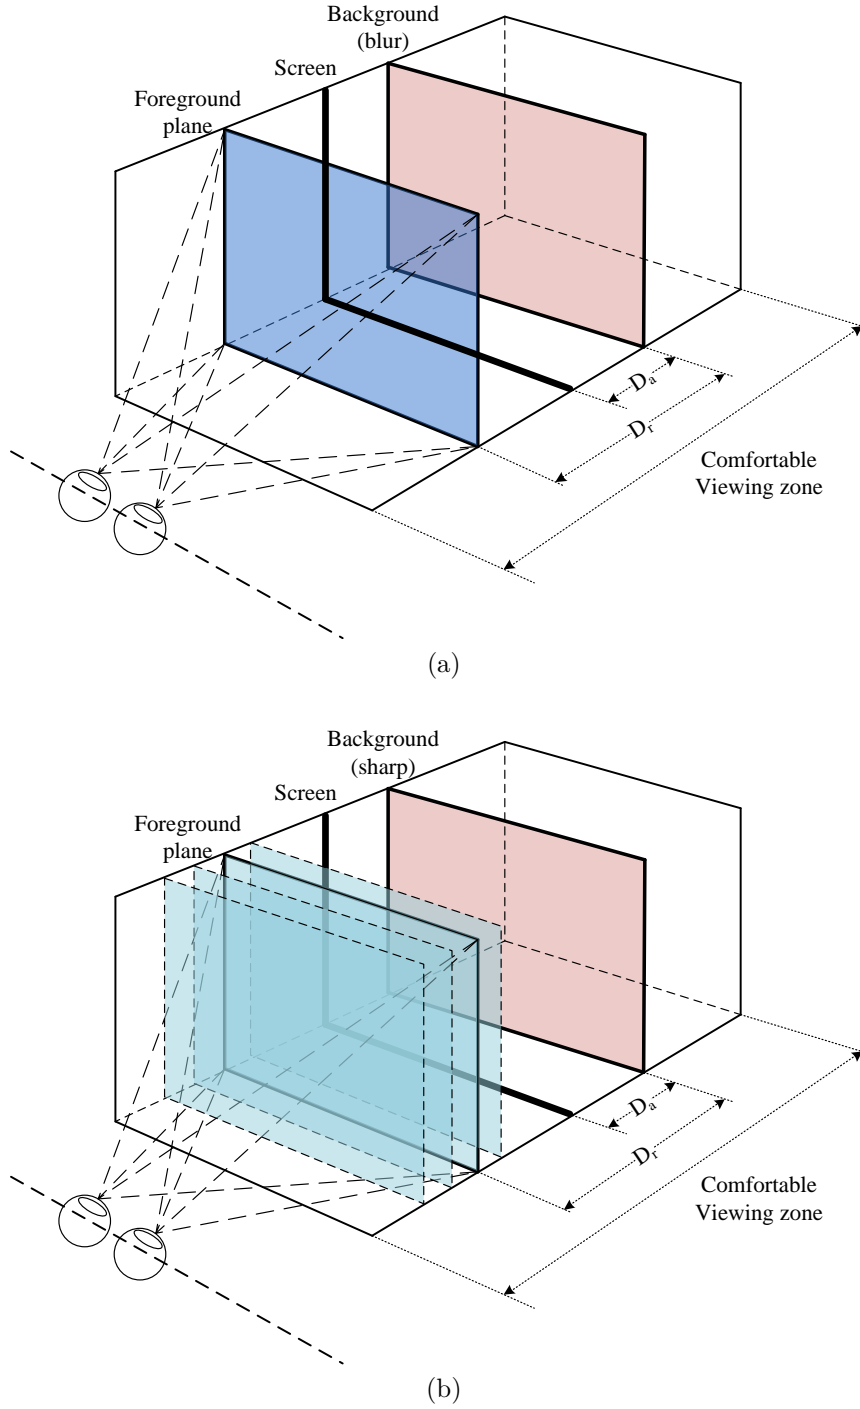 Background
(blur)
Screen
Foreground
plane
Dₐ
Dᵣ
Comfortable
Viewing zone
(a)
Background
(sharp)
Screen
Foreground
plane
Dₐ
Dᵣ
Comfortable
Viewing zone
(b)